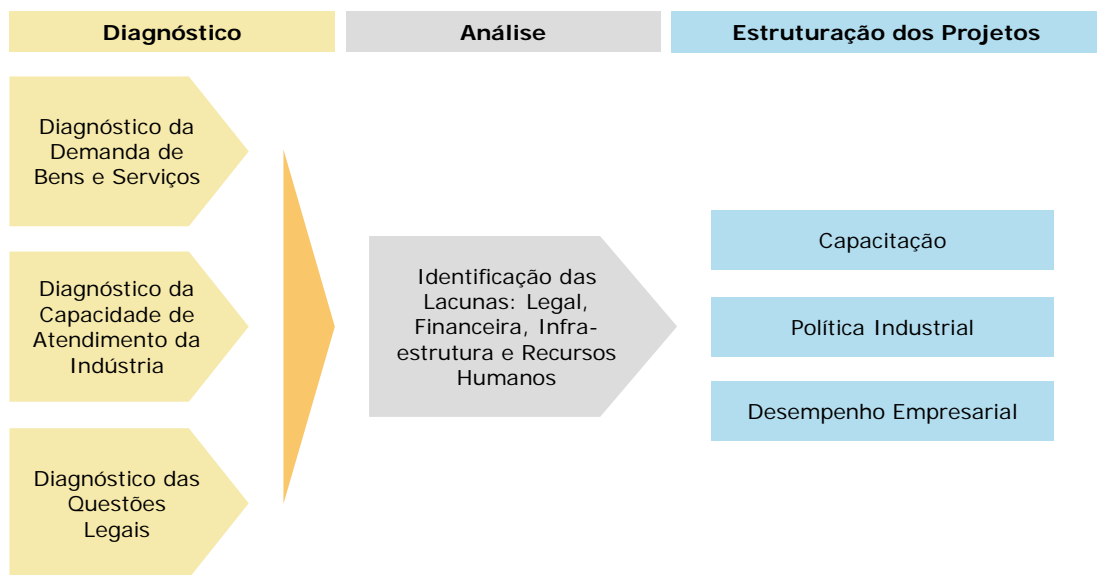 Diagnóstico
Análise
Estruturação dos Projetos
Diagnóstico da
Demanda de
Bens e Serviços
Diagnóstico da
Capacidade de
Atendimento da
Indústria
Diagnóstico das
Questões
Legais
Identificação das
Lacunas: Legal,
Financeira, Infra-
estrutura e Recursos
Humanos
Capacitação
Política Industrial
Desempenho Empresarial